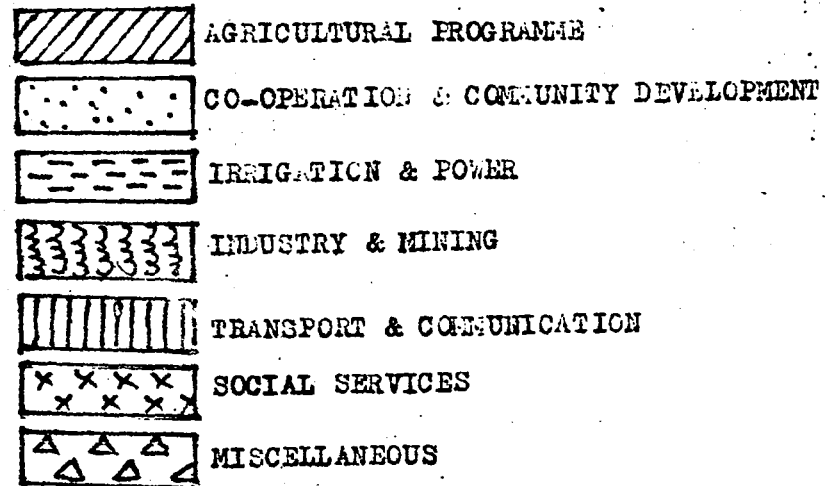 AGRICULTURAL PROGRAMME
CO-OPERATION & COMMUNITY DEVELOPMENT
IRRIGATION & POWER
INDUSTRY & MINING
TRANSPORT & COMMUNICATION
SOCIAL SERVICES
MISCELLANEOUS